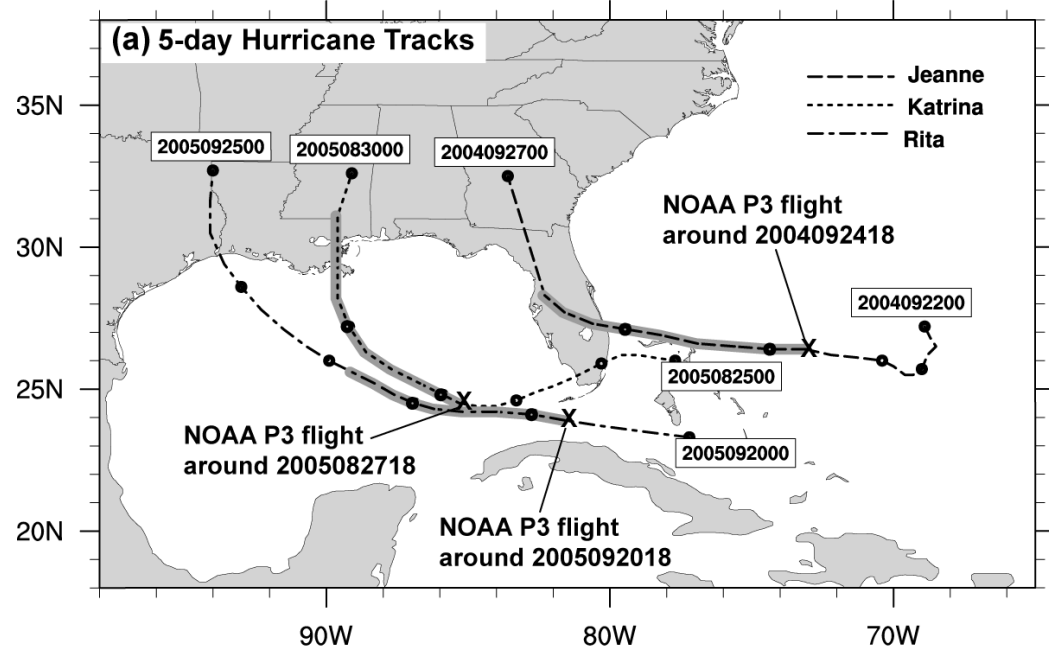 (a) 5-day Hurricane Tracks
Jeanne
Katrina
Rita
35N
30N
25N
20N
2005092500
2005083000
2004092700
NOAA P3 flight
around 2004092418
2004092200
2005082500
2005092000
NOAA P3 flight
around 2005082718
NOAA P3 flight
around 2005092018
X
X
X
90W
80W
70W